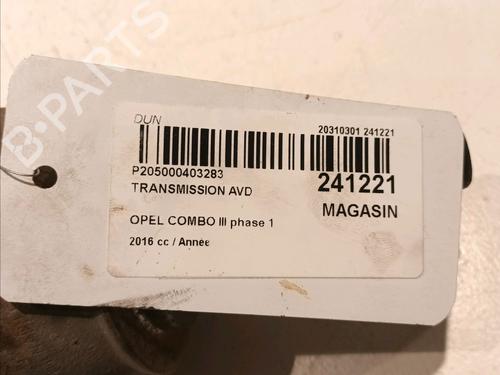 B-PARTS
DUN
20310301 241221
P205000403283
241221
TRANSMISSION AVD
MAGASIN
OPEL COMBO III phase 1
2016 cc / Année